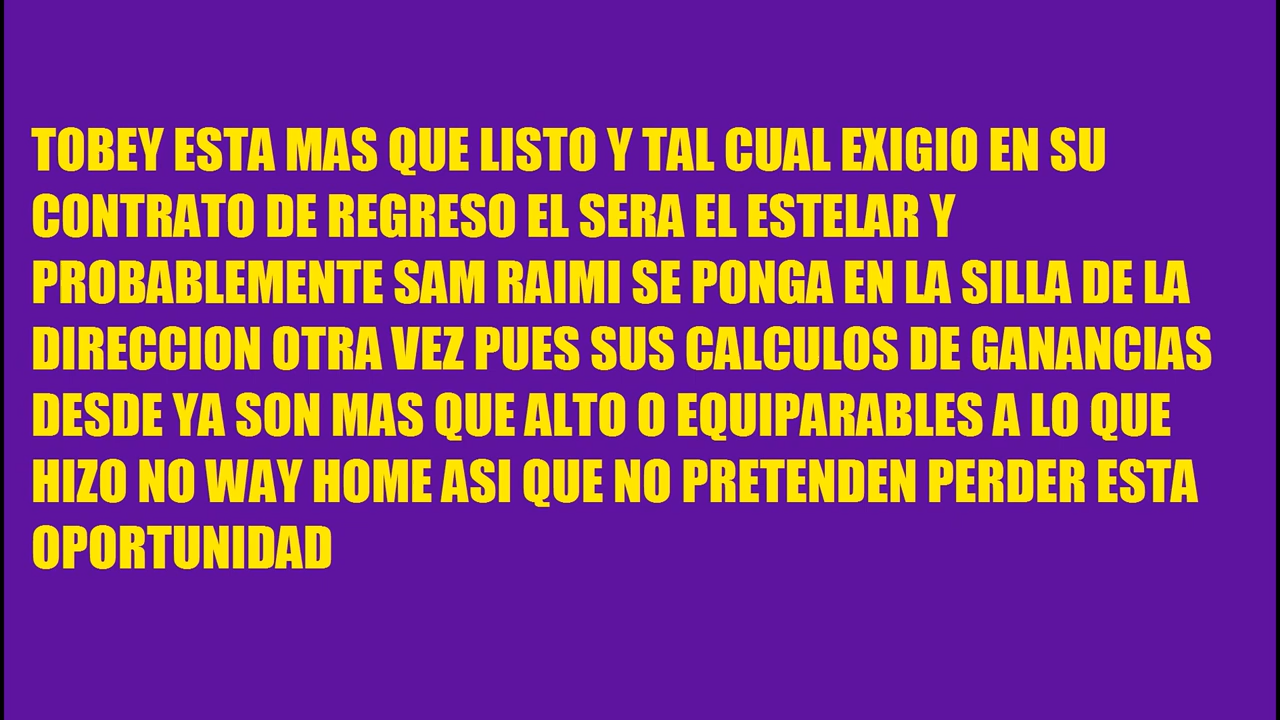 TOBEY ESTA MAS QUE LISTO Y TAL CUAL EXIGIO EN SU
CONTRATO DE REGRESO EL SERA EL ESTELAR Y
PROBABLEMENTE SAM RAIMI SE PONGA EN LA SILLA DE LA
DIRECCION OTRA VEZ PUES SUS CALCULOS DE GANANCIAS
DESDE YA SON MAS QUE ALTO O EQUIPARABLES A LO QUE
HIZO NO WAY HOME ASI QUE NO PRETENDEN PERDER ESTA
OPORTUNIDAD